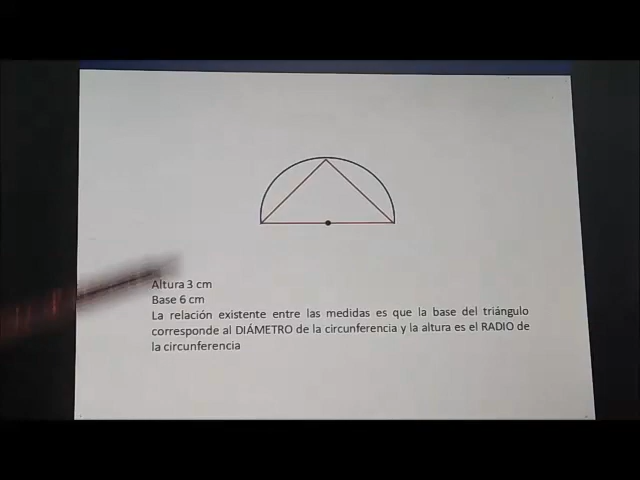 Altura 3 cm
Base 6 cm
La relación existente entre las medidas es que la base del triángulo
corresponde al DIÁMETRO de la circunferencia y la altura es el RADIO de
la circunferencia